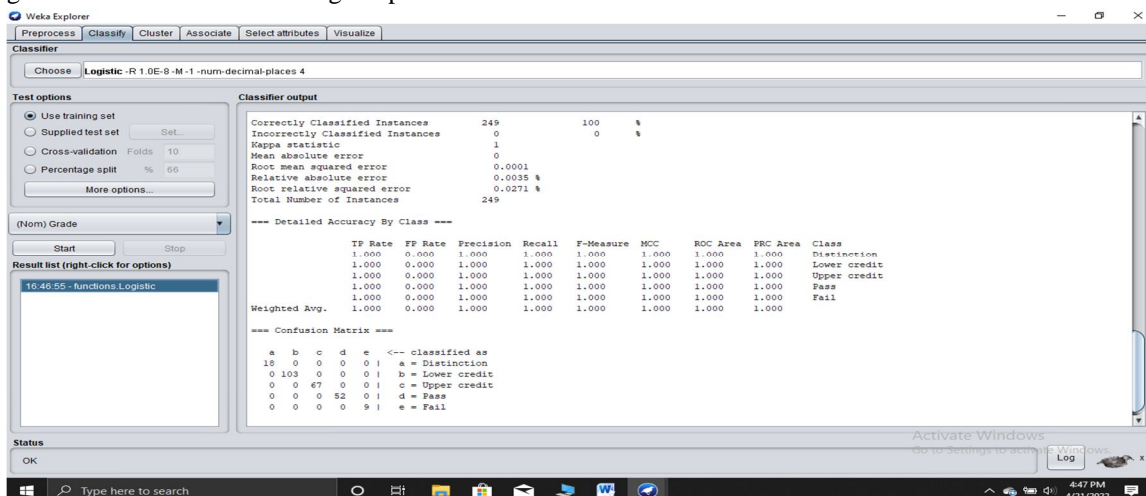 Weka Explorer
Preprocess Classify Cluster Associate Select attributes Visualize
Classifier
Choose Logistic -R 1.0E-8 -M -1 -num-decimal-places 4
Test options
Use training set
Supplied test set Set...
Cross-validation Folds 10
Percentage split % 66
More options...
(Nom) Grade
Start Stop
Result list (right-click for options)
16:46:55 - functions.Logistic
Classifier output
Correctly Classified Instances 249 100 %
Incorrectly Classified Instances 0 0 %
Kappa statistic 1
Mean absolute error 0
Root mean squared error 0.0001
Relative absolute error 0.0035 %
Root relative squared error 0.0271 %
Total Number of Instances 249
=== Detailed Accuracy By Class ===
TP Rate FP Rate Precision Recall F-Measure MCC ROC Area PRC Area Class
1.000 0.000 1.000 1.000 1.000 1.000 1.000 1.000 Distinction
1.000 0.000 1.000 1.000 1.000 1.000 1.000 1.000 Lower credit
1.000 0.000 1.000 1.000 1.000 1.000 1.000 1.000 Upper credit
1.000 0.000 1.000 1.000 1.000 1.000 1.000 1.000 Pass
1.000 0.000 1.000 1.000 1.000 1.000 1.000 1.000 Fail
Weighted Avg. 1.000 0.000 1.000 1.000 1.000 1.000 1.000 1.000
=== Confusion Matrix ===
a b c d e <-- classified as
18 0 0 0 0 | a = Distinction
0 103 0 0 0 | b = Lower credit
0 0 67 0 0 | c = Upper credit
0 0 0 52 0 | d = Pass
0 0 0 0 9 | e = Fail
Activate Windows
Go to Settings to activate Windows.
Status
OK
Log
x
Type here to search
4:47 PM